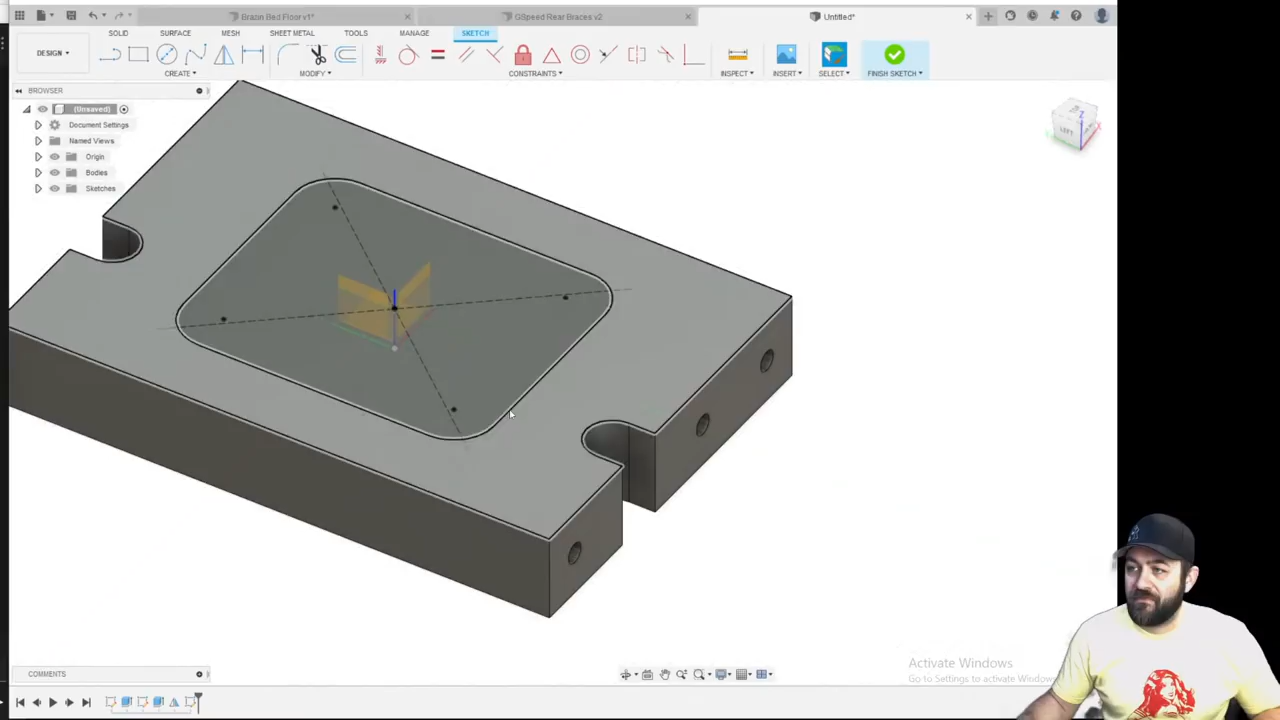 Brazin Bed Floor v1*
GSpeed Rear Braces v2
Untitled*
SOLID SURFACE MESH SHEET METAL TOOLS MANAGE SKETCH
DESIGN
CREATE
MODIFY
CONSTRAINTS
INSPECT
INSERT
SELECT
FINISH SKETCH
BROWSER
(Unsaved)
Document Settings
Named Views
Origin
Bodies
Sketches
LEFT
Activate Windows
Go to Settings to activate Windows
COMMENTS